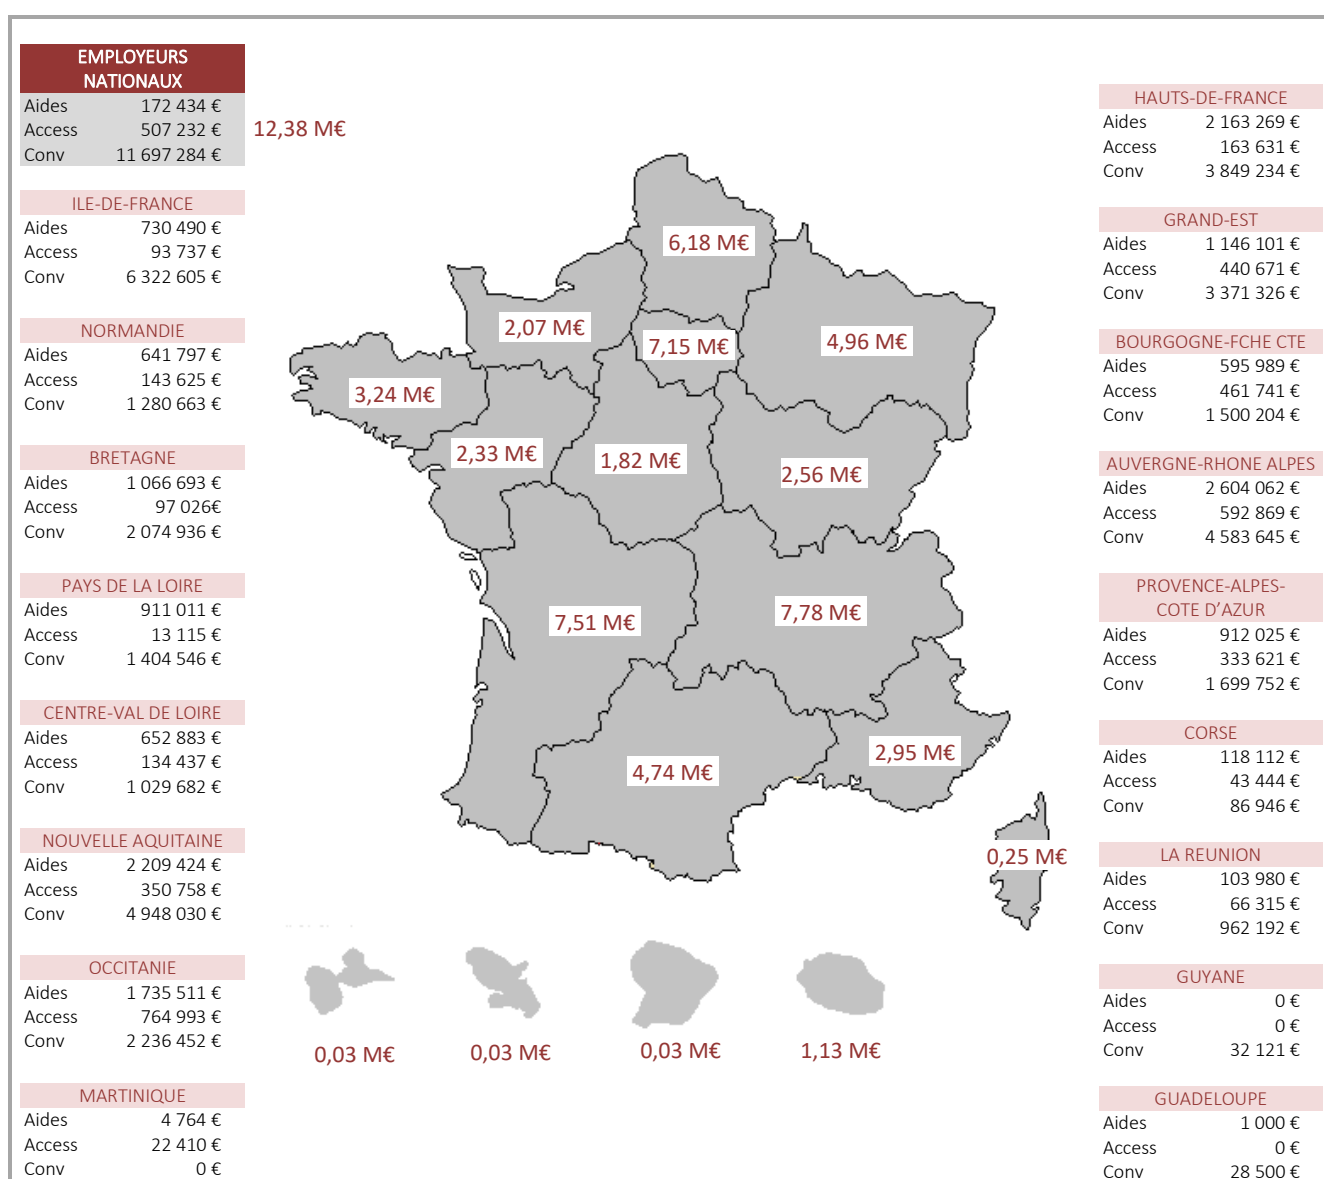 EMPLOYEURS
NATIONAUX
Aides 172 434 €
Access 507 232 €
Conv 11 697 284 €
12,38 M€
ILE-DE-FRANCE
Aides 730 490 €
Access 93 737 €
Conv 6 322 605 €
NORMANDIE
Aides 641 797 €
Access 143 625 €
Conv 1 280 663 €
BRETAGNE
Aides 1 066 693 €
Access 97 026€
Conv 2 074 936 €
PAYS DE LA LOIRE
Aides 911 011 €
Access 13 115 €
Conv 1 404 546 €
CENTRE-VAL DE LOIRE
Aides 652 883 €
Access 134 437 €
Conv 1 029 682 €
NOUVELLE AQUITAINE
Aides 2 209 424 €
Access 350 758 €
Conv 4 948 030 €
OCCITANIE
Aides 1 735 511 €
Access 764 993 €
Conv 2 236 452 €
MARTINIQUE
Aides 4 764 €
Access 22 410 €
Conv 0 €
6,18 M€
2,07 M€
7,15 M€
4,96 M€
3,24 M€
2,33 M€
1,82 M€
2,56 M€
7,51 M€
7,78 M€
4,74 M€
2,95 M€
0,25 M€
0,03 M€
0,03 M€
0,03 M€
1,13 M€
HAUTS-DE-FRANCE
Aides 2 163 269 €
Access 163 631 €
Conv 3 849 234 €
GRAND-EST
Aides 1 146 101 €
Access 440 671 €
Conv 3 371 326 €
BOURGOGNE-FCHE CTE
Aides 595 989 €
Access 461 741 €
Conv 1 500 204 €
AUVERGNE-RHONE ALPES
Aides 2 604 062 €
Access 592 869 €
Conv 4 583 645 €
PROVENCE-ALPES-
COTE D’AZUR
Aides 912 025 €
Access 333 621 €
Conv 1 699 752 €
CORSE
Aides 118 112 €
Access 43 444 €
Conv 86 946 €
LA REUNION
Aides 103 980 €
Access 66 315 €
Conv 962 192 €
GUYANE
Aides 0 €
Access 0 €
Conv 32 121 €
GUADELOUPE
Aides 1 000 €
Access 0 €
Conv 28 500 €